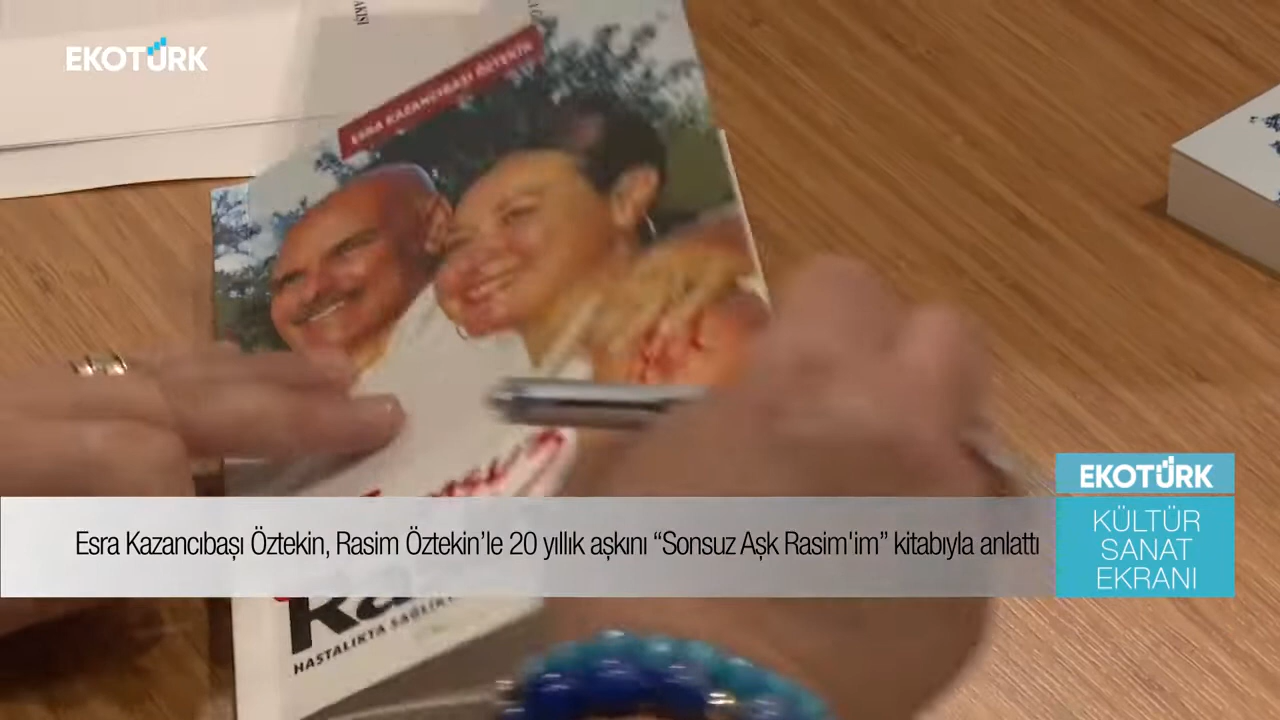 EKOTÜRK
ESRA KAZANCIBAŞI ÖZTEKİN
EKOTÜRK
KÜLTÜR
SANAT
EKRANI
Esra Kazancıbaşı Öztekin, Rasim Öztekin’le 20 yıllık aşkını “Sonsuz Aşk Rasim'im” kitabıyla anlattı
HASTALIKTA